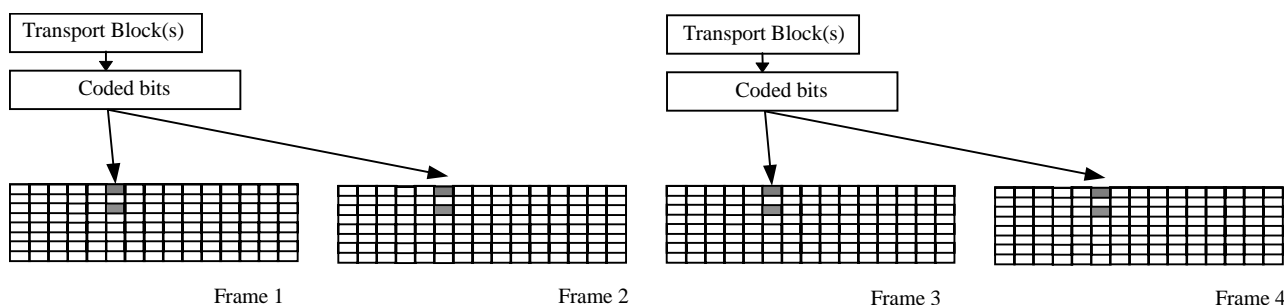 Transport Block(s)
Coded bits
Transport Block(s)
Coded bits
Frame 1
Frame 2
Frame 3
Frame 4